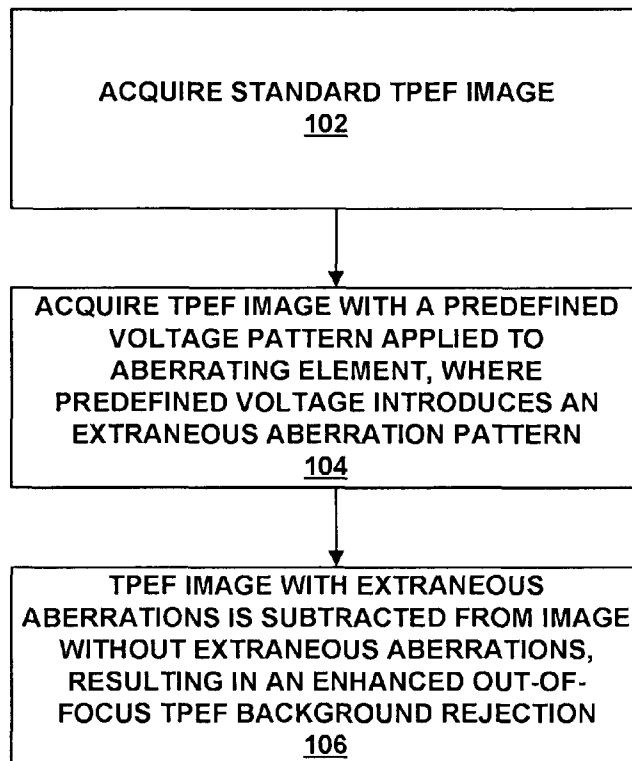 ACQUIRE STANDARD TPEF IMAGE
102
ACQUIRE TPEF IMAGE WITH A PREDEFINED
VOLTAGE PATTERN APPLIED TO
ABERRATING ELEMENT, WHERE
PREDEFINED VOLTAGE INTRODUCES AN
EXTRANEOUS ABERRATION PATTERN
104
TPEF IMAGE WITH EXTRANEOUS
ABERRATIONS IS SUBTRACTED FROM IMAGE
WITHOUT EXTRANEOUS ABERRATIONS,
RESULTING IN AN ENHANCED OUT-OF-
FOCUS TPEF BACKGROUND REJECTION
106